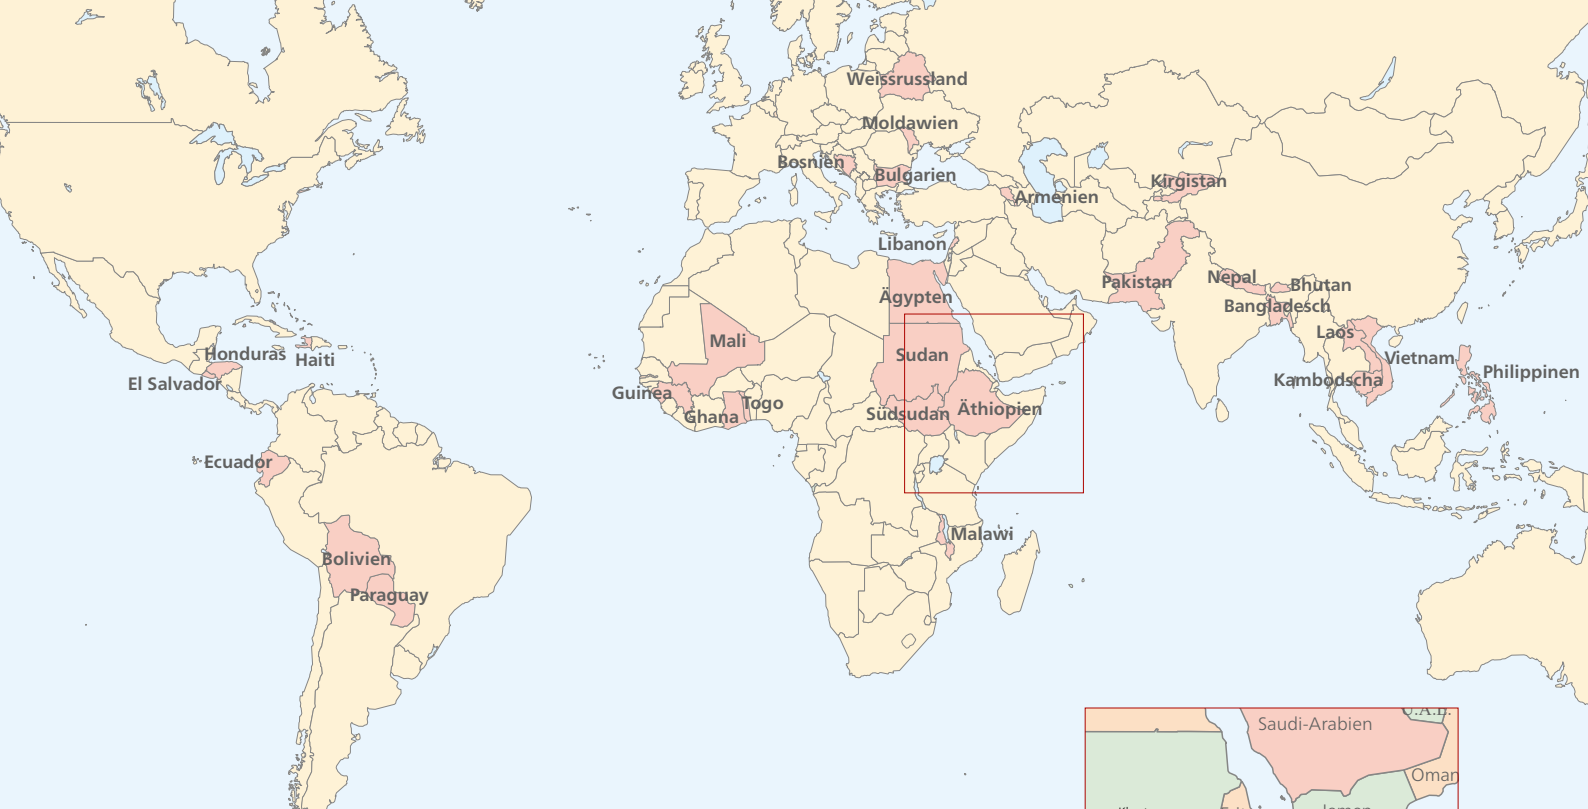 Weissrussland
Moldawien
Bosnien
Bulgarien
Kirgistan
Armenien
Libanon
Pakistan
Nepal
Bhutan
Ägypten
Bangladesch
Laos
Mali
Honduras
Sudan
Haiti
Vietnam
Philippinen
El Salvador
Kambodscha
Guinea
Togo
Ghana
Südsudan
Äthiopien
Ecuador
Malawi
Bolivien
Paraguay
U.A.E.
Saudi-Arabien
Oman